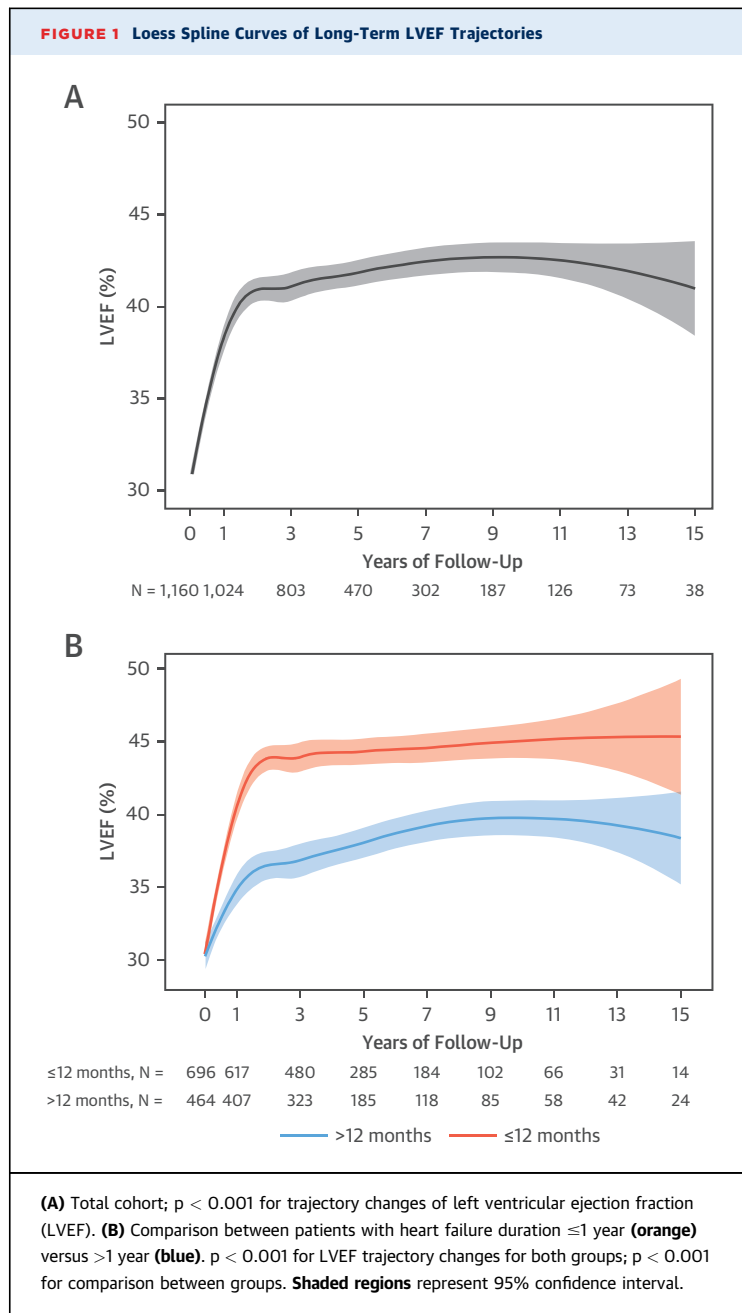 FIGURE 1 Loess Spline Curves of Long-Term LVEF Trajectories
A
50
45
40
35
30
LVEF (%)
0 1 3 5 7 9 11 13 15
Years of Follow-Up
N = 1,160 1,024 803 470 302 187 126 73 38
B
50
45
40
35
30
LVEF (%)
0 1 3 5 7 9 11 13 15
Years of Follow-Up
≤12 months, N = 696 617 480 285 184 102 66 31 14
>12 months, N = 464 407 323 185 118 85 58 42 24
>12 months ≤12 months
(A) Total cohort; p < 0.001 for trajectory changes of left ventricular ejection fraction
(LVEF). (B) Comparison between patients with heart failure duration ≤1 year (orange)
versus >1 year (blue). p < 0.001 for LVEF trajectory changes for both groups; p < 0.001
for comparison between groups. Shaded regions represent 95% confidence interval.